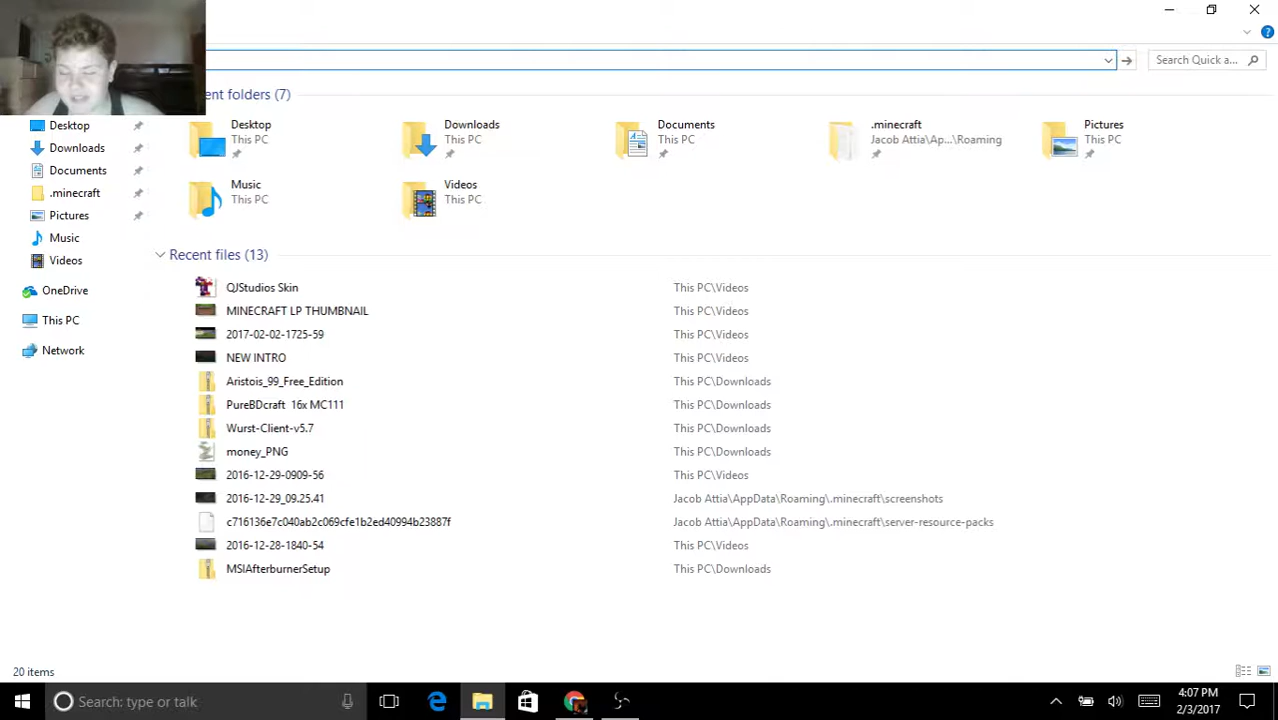 Search Quick a...
ent folders (7)
Desktop
Downloads
Documents
.minecraft
Pictures
Music
Videos
OneDrive
This PC
Network
Desktop
This PC
Downloads
This PC
Documents
This PC
.minecraft
Jacob Attia\Ap...\Roaming
Pictures
This PC
Music
This PC
Videos
This PC
Recent files (13)
QJStudios Skin This PC\Videos
MINECRAFT LP THUMBNAIL This PC\Videos
2017-02-02-1725-59 This PC\Videos
NEW INTRO This PC\Videos
Aristois_99_Free_Edition This PC\Downloads
PureBDcraft 16x MC111 This PC\Downloads
Wurst-Client-v5.7 This PC\Downloads
money_PNG This PC\Downloads
2016-12-29-0909-56 This PC\Videos
2016-12-29_09.25.41 Jacob Attia\AppData\Roaming\.minecraft\screenshots
c716136e7c040ab2c069cfe1b2ed40994b23887f Jacob Attia\AppData\Roaming\.minecraft\server-resource-packs
2016-12-28-1840-54 This PC\Videos
MSIAfterburnerSetup This PC\Downloads
20 items
Search: type or talk
4:07 PM
2/3/2017